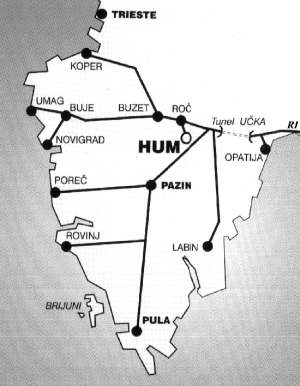 TRIESTE
KOPER
UMAG
BUJE
BUZET
ROČ
Tunel UČKA
RI
NOVIGRAD
HUM
OPATIJA
POREČ
PAZIN
ROVINJ
LABIN
BRIJUNI
PULA